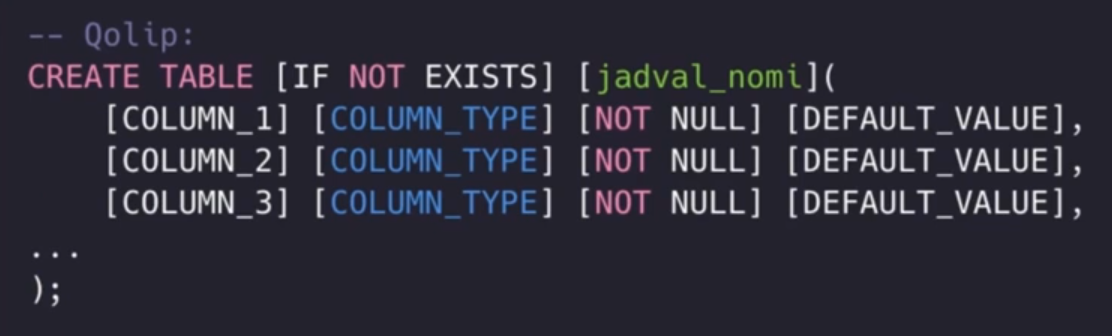 -- Qolip:
CREATE TABLE [IF NOT EXISTS] [jadval_nomi](
[COLUMN_1] [COLUMN_TYPE] [NOT NULL] [DEFAULT_VALUE],
[COLUMN_2] [COLUMN_TYPE] [NOT NULL] [DEFAULT_VALUE],
[COLUMN_3] [COLUMN_TYPE] [NOT NULL] [DEFAULT_VALUE],
...
);